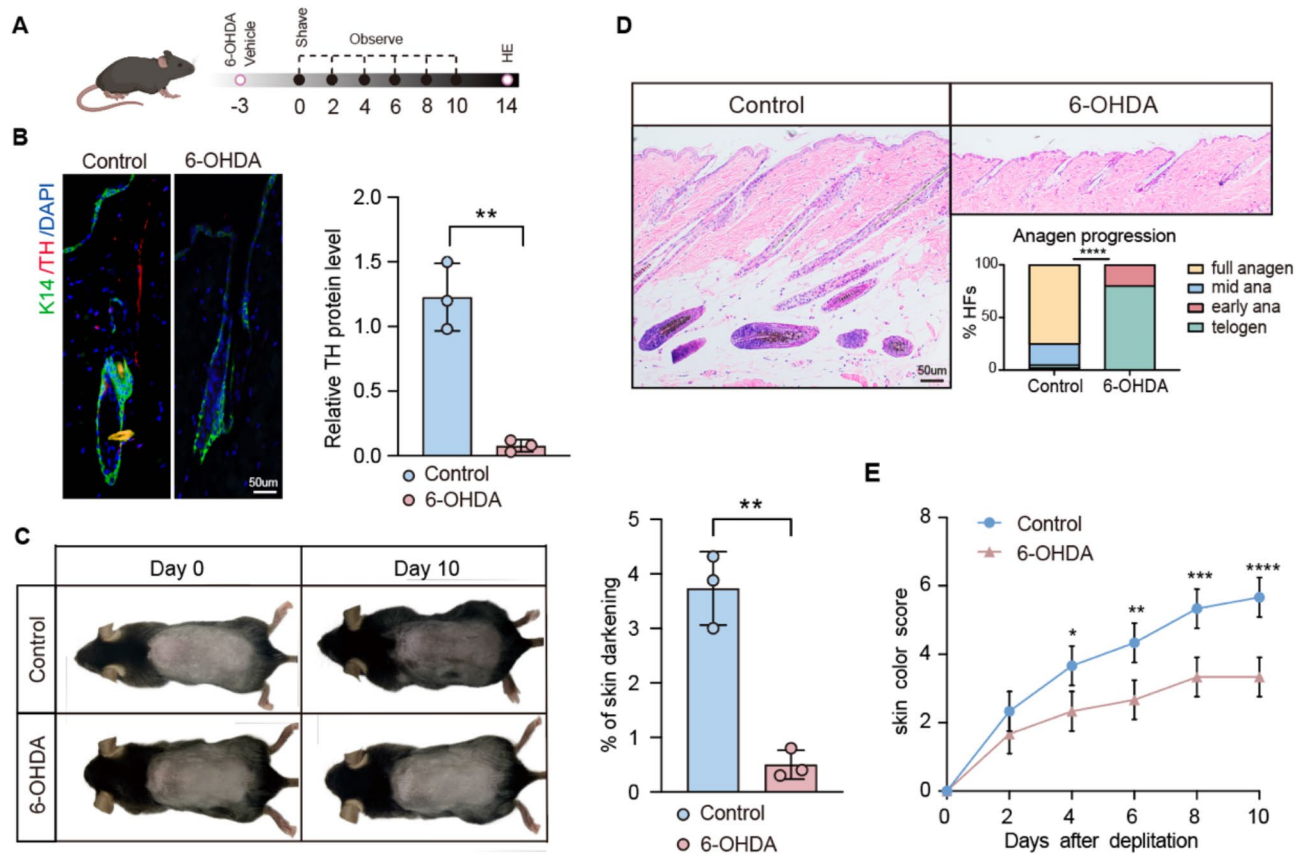 A
6-OHDA
Vehicle
Shave
Observe
HE
-3
0
2
4
6
8
10
14
B
Control
6-OHDA
K14 /TH /DAPI
50um
Relative TH protein level
2.0
1.5
1.0
0.5
0.0
**
Control
6-OHDA
C
Day 0
Day 10
Control
6-OHDA
% of skin darkening
5
4
3
2
1
0
**
Control
6-OHDA
D
Control
6-OHDA
50um
Anagen progression
****
% HFs
100
50
0
Control
6-OHDA
full anagen
mid ana
early ana
telogen
E
skin color score
8
6
4
2
0
Control
6-OHDA
*
**
***
****
0
2
4
6
8
10
Days after deplitation